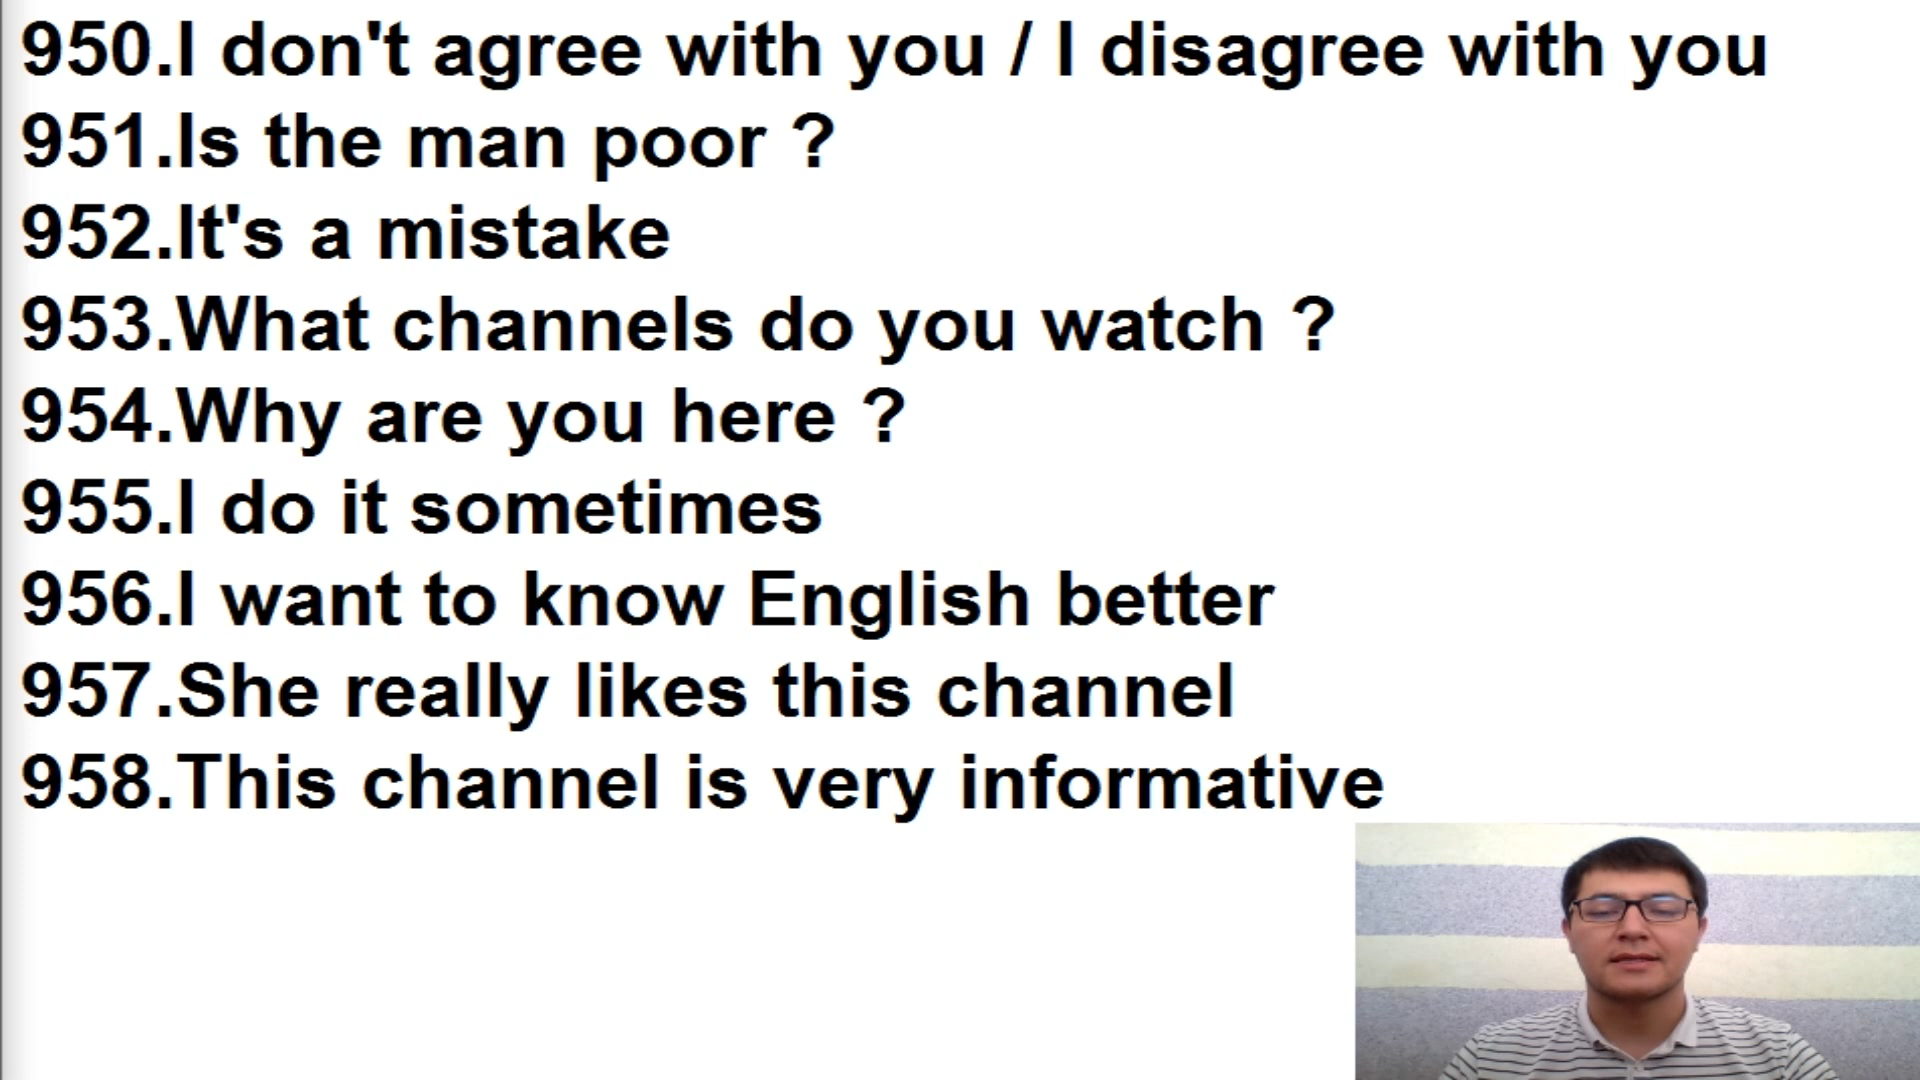 950.I don't agree with you / I disagree with you
951.Is the man poor ?
952.It's a mistake
953.What channels do you watch ?
954.Why are you here ?
955.I do it sometimes
956.I want to know English better
957.She really likes this channel
958.This channel is very informative